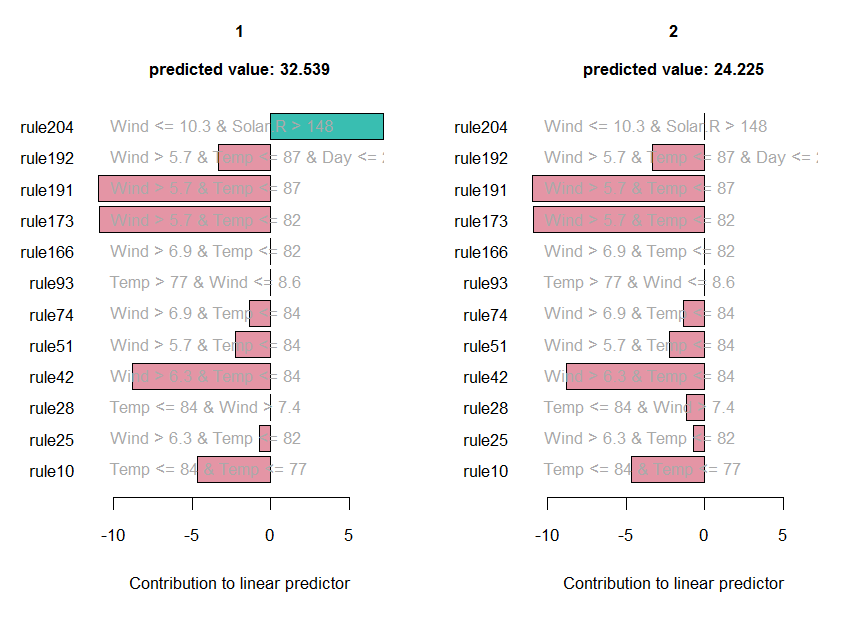 1
predicted value: 32.539
rule204 Wind <= 10.3 & Solar.R > 148
rule192 Wind > 5.7 & Temp <= 87 & Day <=
rule191 Wind > 5.7 & Temp <= 87
rule173 Wind > 5.7 & Temp <= 82
rule166 Wind > 6.9 & Temp <= 82
rule93 Temp > 77 & Wind <= 8.6
rule74 Wind > 6.9 & Temp <= 84
rule51 Wind > 5.7 & Temp <= 84
rule42 Wind > 6.3 & Temp <= 84
rule28 Temp <= 84 & Wind > 7.4
rule25 Wind > 6.3 & Temp <= 82
rule10 Temp <= 84 & Temp <= 77
-10 -5 0 5
Contribution to linear predictor
2
predicted value: 24.225
rule204 Wind <= 10.3 & Solar.R > 148
rule192 Wind > 5.7 & Temp <= 87 & Day <=
rule191 Wind > 5.7 & Temp <= 87
rule173 Wind > 5.7 & Temp <= 82
rule166 Wind > 6.9 & Temp <= 82
rule93 Temp > 77 & Wind <= 8.6
rule74 Wind > 6.9 & Temp <= 84
rule51 Wind > 5.7 & Temp <= 84
rule42 Wind > 6.3 & Temp <= 84
rule28 Temp <= 84 & Wind > 7.4
rule25 Wind > 6.3 & Temp <= 82
rule10 Temp <= 84 & Temp <= 77
-10 -5 0 5
Contribution to linear predictor